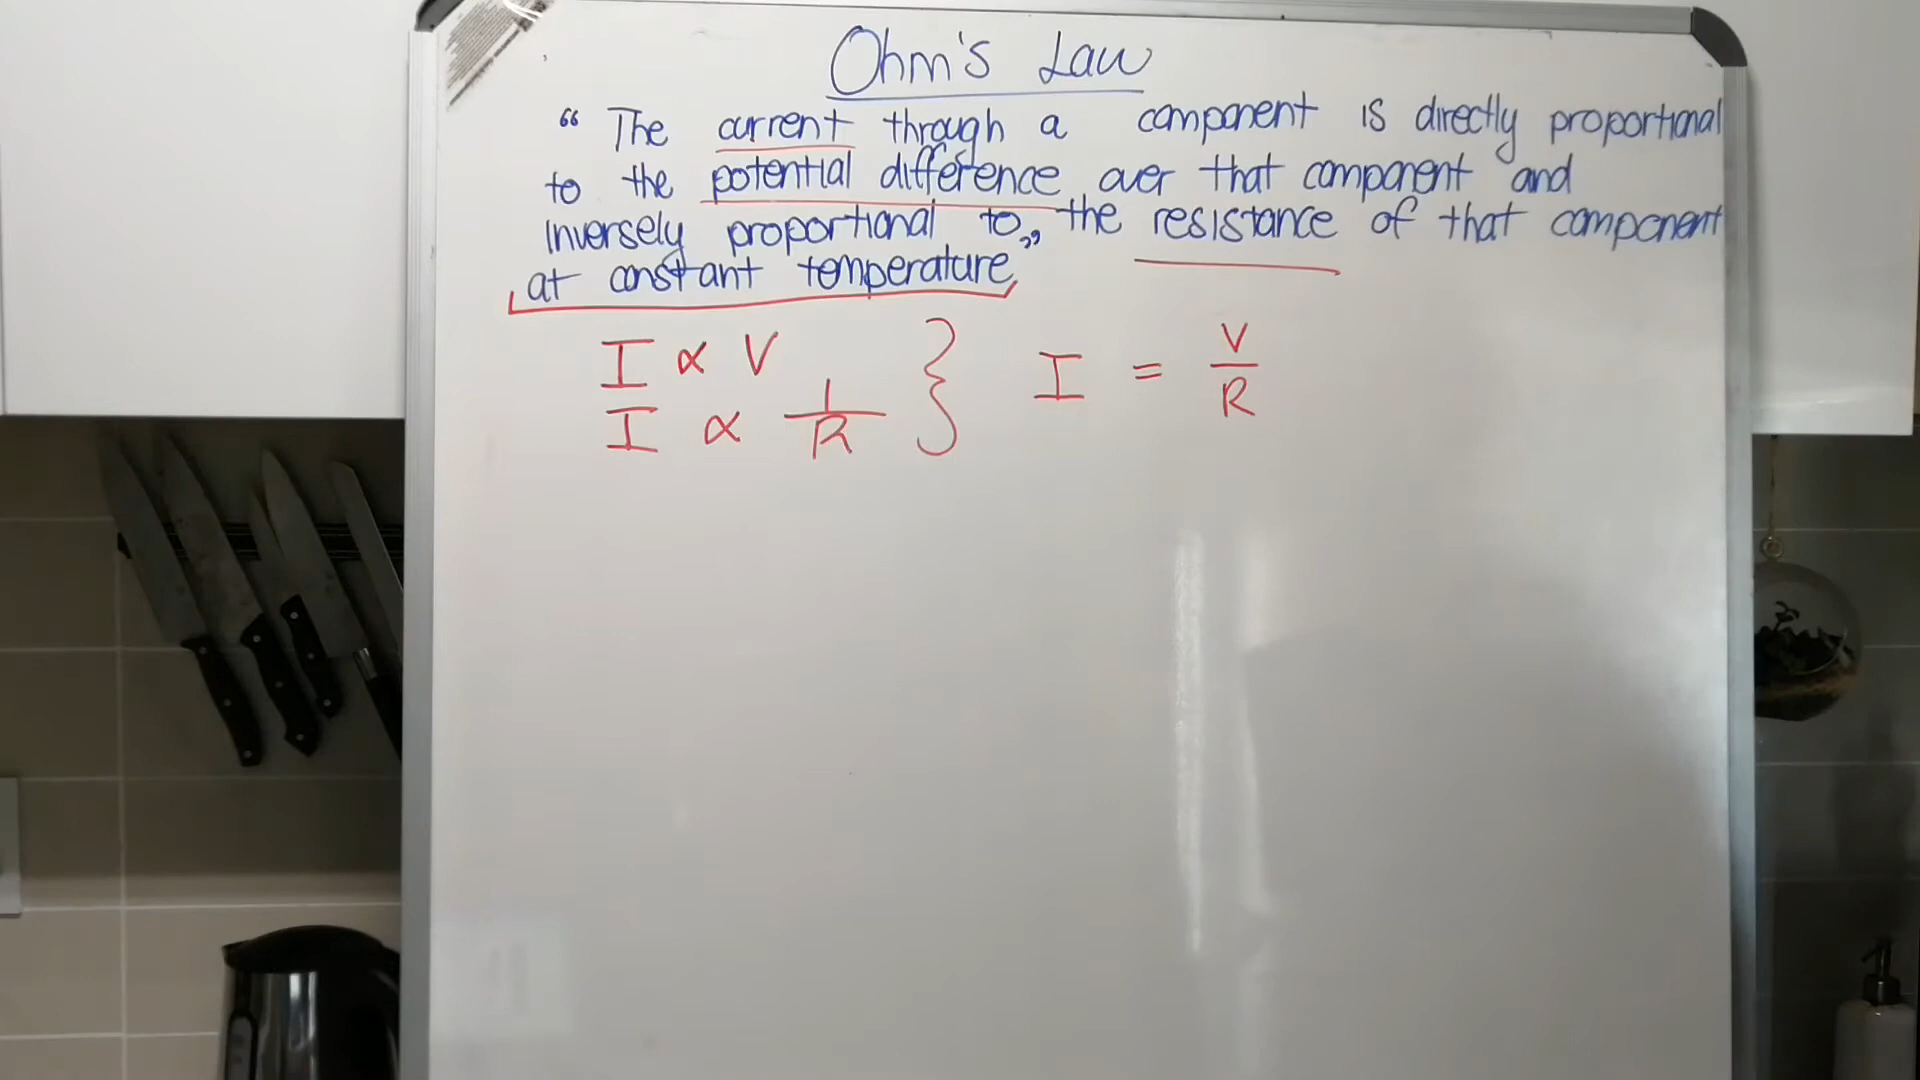 Ohm's Law
“ The current through a component is directly proportional
to the potential difference over that component and
inversely proportional to the resistance of that component
at constant temperature”
I ∝ V
I ∝ 1/R
} I = V/R